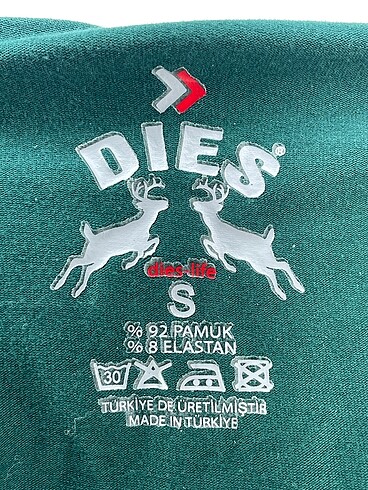 DIES®
dies-life
S
% 92 PAMUK
% 8 ELASTAN
30
TÜRKİYE DE ÜRETİLMİŞTİR
MADE IN TÜRKİYE